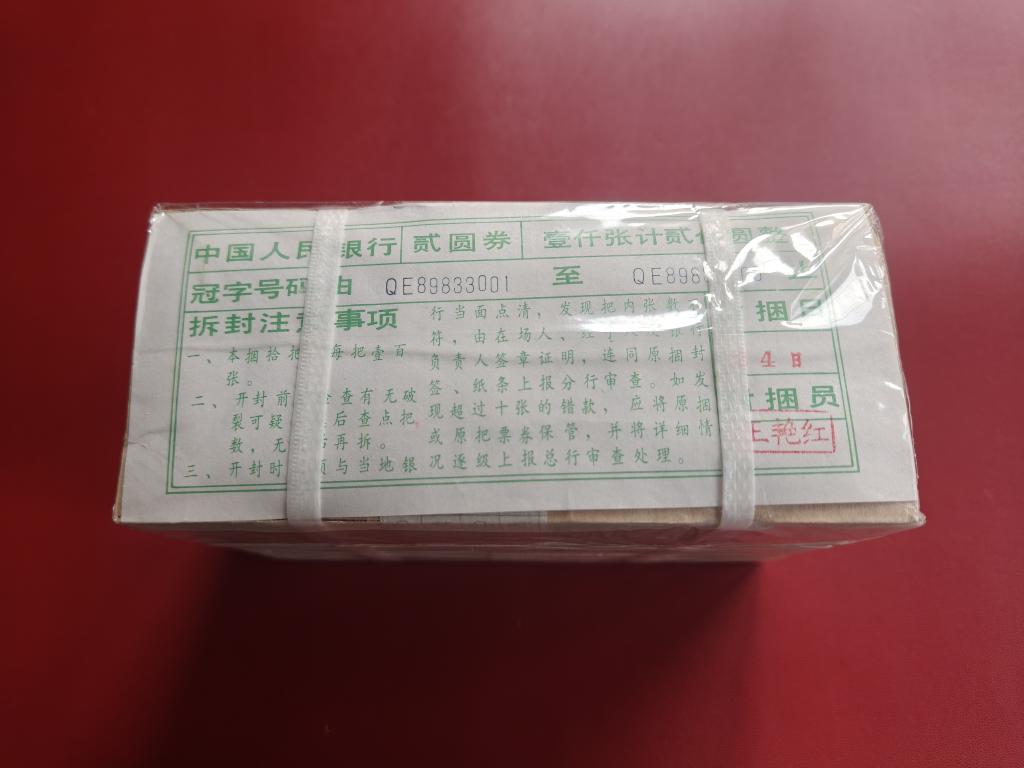 中国人民银行 贰圆券 壹仟张计贰 圆整
冠字号码由 QE89833001 至 QE898 止
拆封注意事项
一、本捆拾把 每把壹百
张。
二、开封前 查有无破
裂可疑 后查点把
数,无 再拆。
三、开封时 须与当地银
行当面点清,发现把内张数
符,由在场人、
负责人签章证明,连同原捆封
签、纸条上报分行审查。如发
现超过十张的错款,应将原捆
或原把票券保管,并将详细情
况逐级上报总行审查处理。
捆
4日
捆员
王艳红